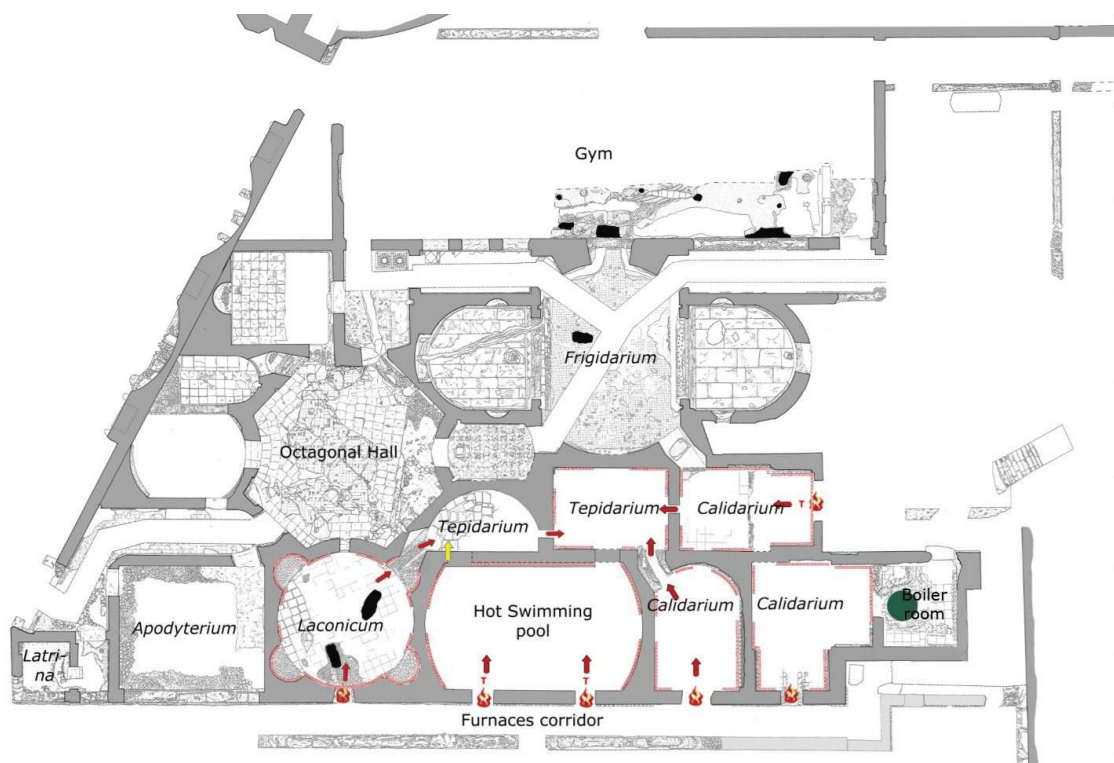 Gym
Frigidarium
Octagonal Hall
Tepidarium
Tepidarium
Calidarium
T
Apodyterium
Laconicum
Hot Swimming
pool
Calidarium
Calidarium
Boiler
room
Latri-
na
T
T
Furnaces corridor